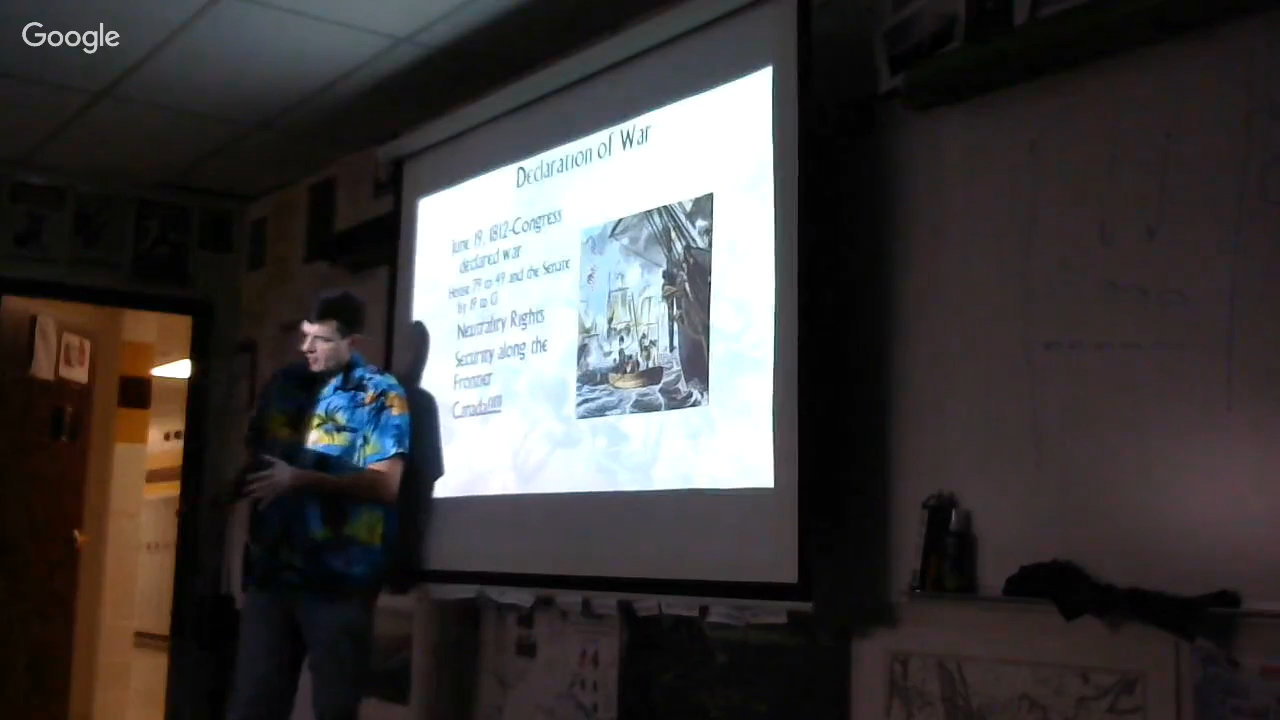 Google
Declaration of War
June 19, 1812-Congress
declared war
House 79 to 49 and the Senate
by 19 to 13
Neutrality Rights
Security along the
Frontier